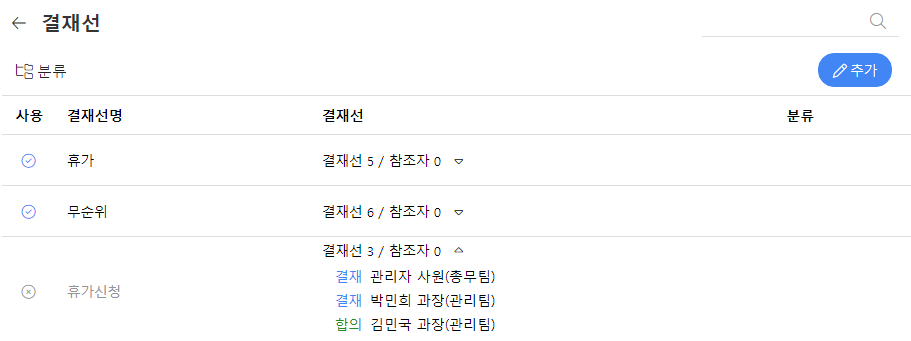 결재선
분류
추가
사용 결재선명 결재선 분류
휴가 결재선 5 / 참조자 0
무순위 결재선 6 / 참조자 0
결재선 3 / 참조자 0
결재 관리자 사원(총무팀)
휴가신청
결재 박민희 과장(관리팀)
합의 김민국 과장(관리팀)